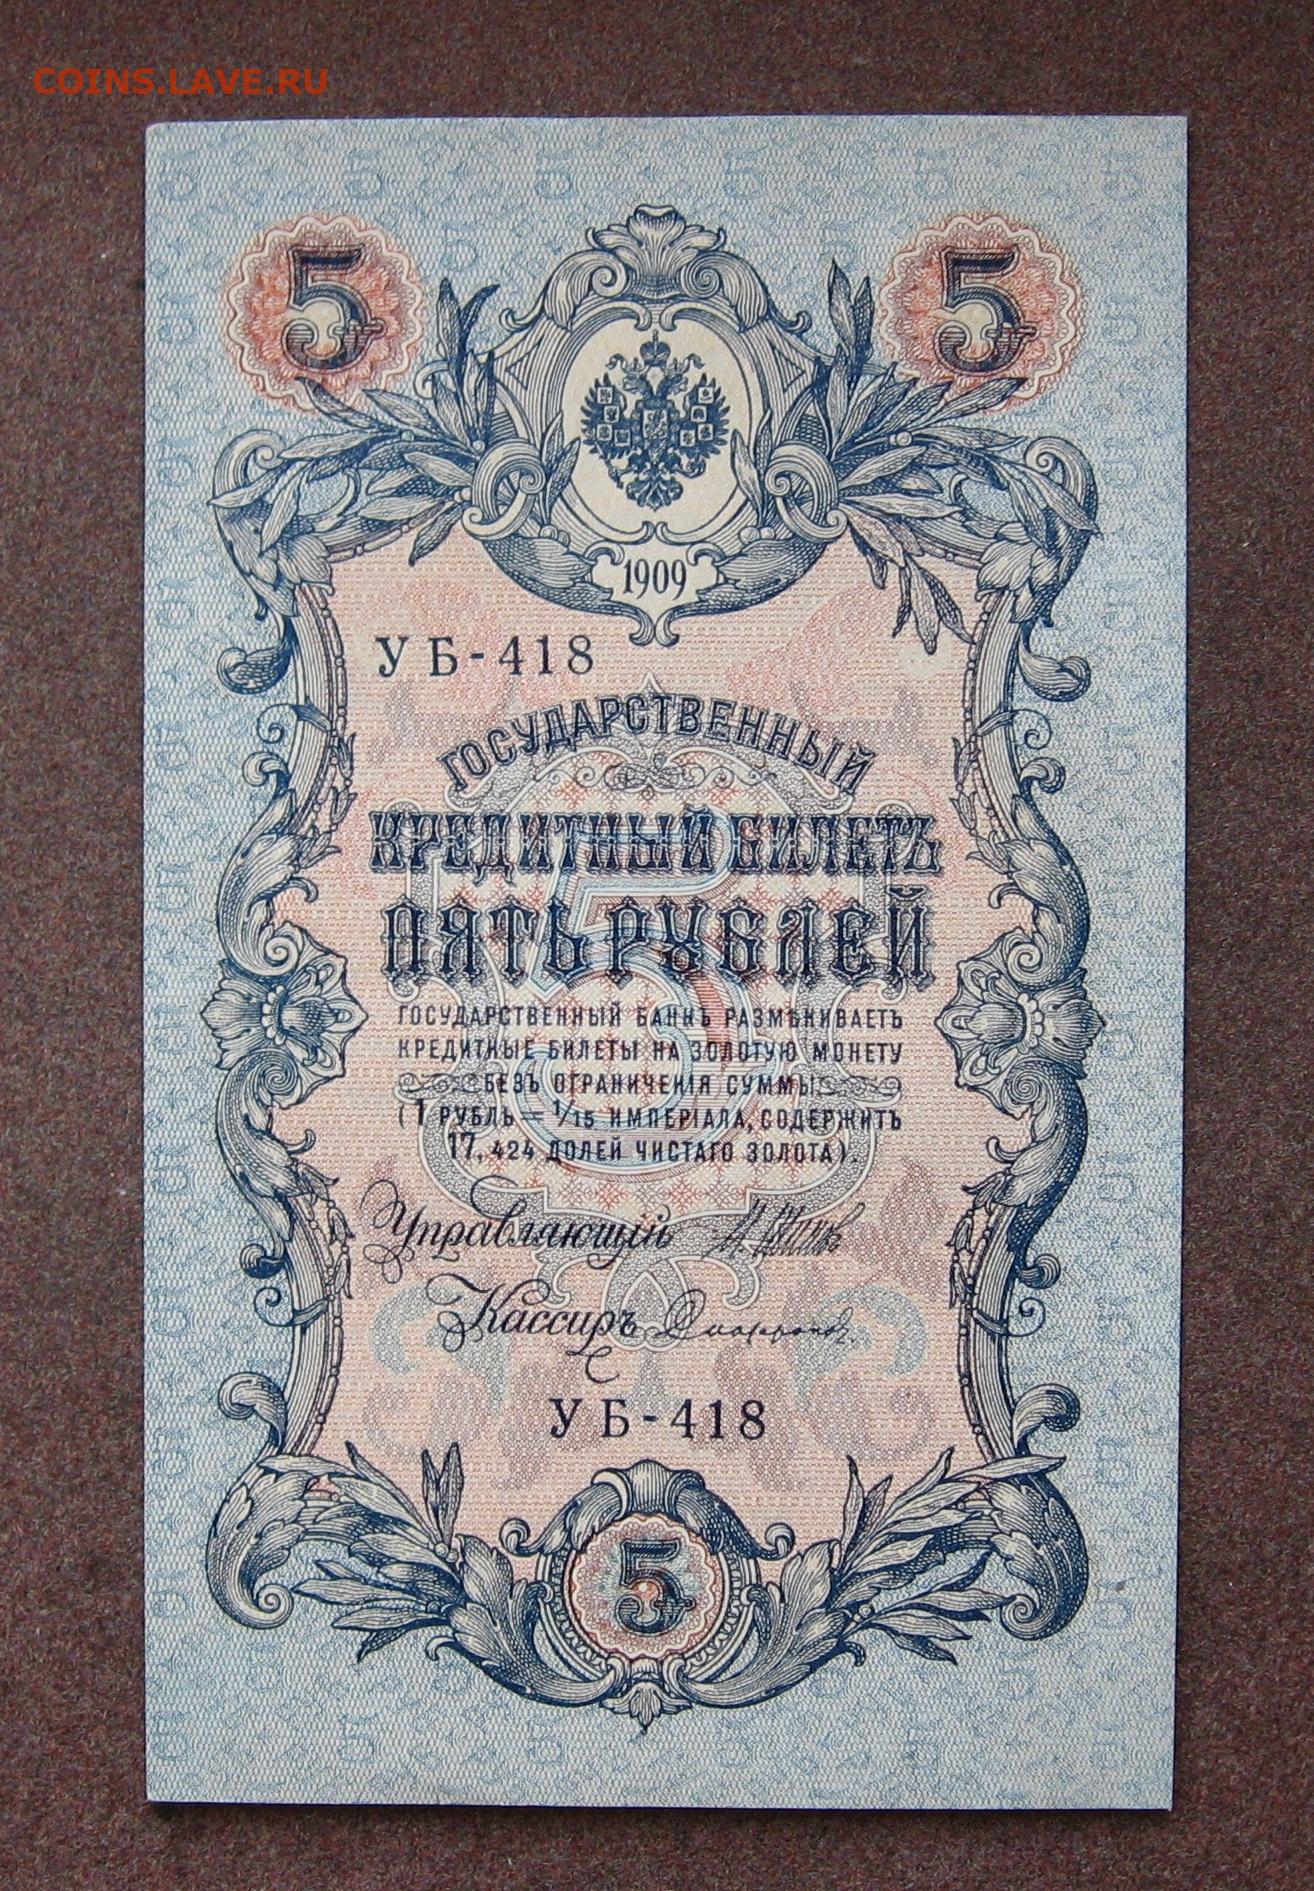 COINS.LAVE.RU
5 5
1909
УБ-418
ГОСУДАРСТВЕННЫЙ
КРЕДИТНЫЙ БИЛЕТЪ
ПЯТЬ РУБЛЕЙ
5
ГОСУДАРСТВЕННЫЙ БАНКЪ РАЗМѢНИВАЕТЪ
КРЕДИТНЫЕ БИЛЕТЫ НА ЗОЛОТУЮ МОНЕТУ
БЕЗЪ ОГРАНИЧЕНІЯ СУММЫ
(1 РУБЛЬ = 1/15 ИМПЕРІАЛА, СОДЕРЖИТЪ
17,424 ДОЛЕЙ ЧИСТАГО ЗОЛОТА).
Управляющій
Кассиръ
УБ-418
5